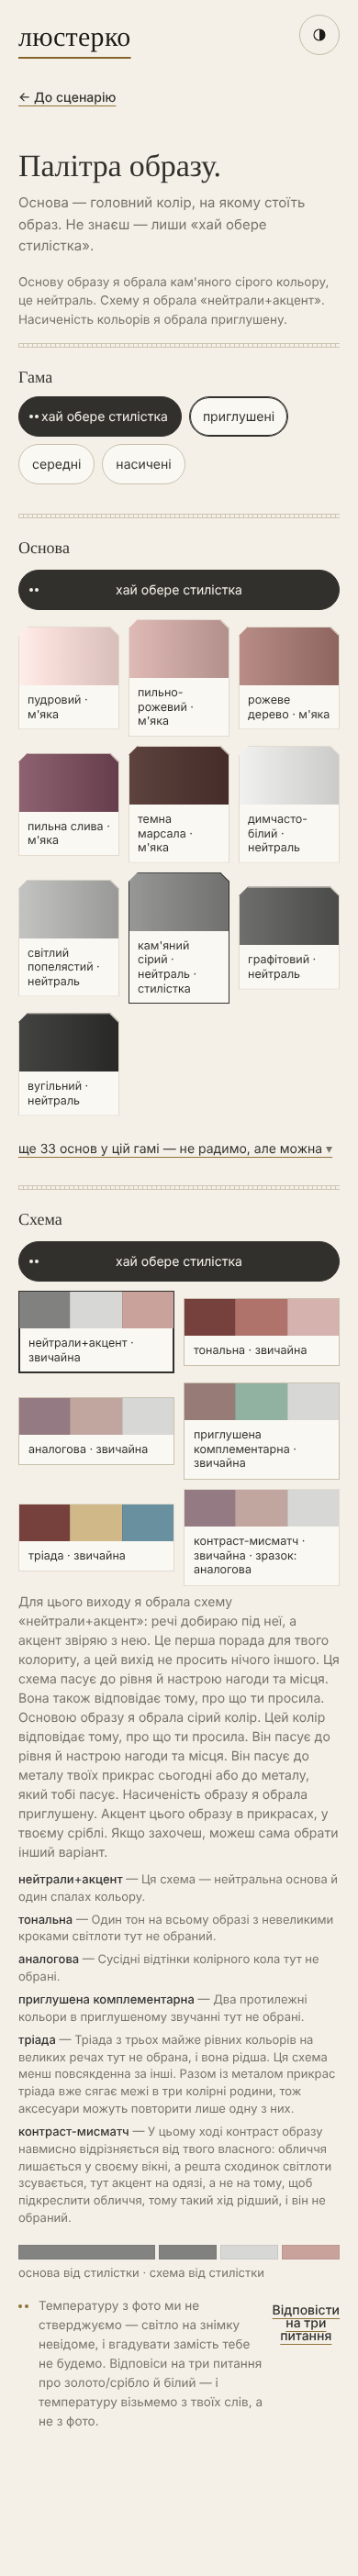 люстерко
← До сценарію
Палітра образу.
Основа — головний колір, на якому стоїть
образ. Не знаєш — лиши «хай обере
стилістка».
Основу образу я обрала кам'яного сірого кольору,
це нейтраль. Схему я обрала «нейтрали+акцент».
Насиченість кольорів я обрала приглушену.
Гама
хай обере стилістка
приглушені
середні
насичені
Основа
хай обере стилістка
пудровий ·
м'яка
пильно-
рожевий ·
м'яка
рожеве
дерево · м'яка
пильна слива ·
м'яка
темна
марсала ·
м'яка
димчасто-
білий ·
нейтраль
світлий
попелястий ·
нейтраль
кам'яний
сірий ·
нейтраль ·
стилістка
графітовий ·
нейтраль
вугільний ·
нейтраль
ще 33 основ у цій гамі — не радимо, але можна ▾
Схема
хай обере стилістка
нейтрали+акцент ·
звичайна
тональна · звичайна
аналогова · звичайна
приглушена
комплементарна ·
звичайна
тріада · звичайна
контраст-мисматч ·
звичайна · зразок:
аналогова
Для цього виходу я обрала схему
«нейтрали+акцент»: речі добираю під неї, а
акцент звіряю з нею. Це перша порада для твого
колориту, а цей вихід не просить нічого іншого. Ця
схема пасує до рівня й настрою нагоди та місця.
Вона також відповідає тому, про що ти просила.
Основою образу я обрала сірий колір. Цей колір
відповідає тому, про що ти просила. Він пасує до
рівня й настрою нагоди та місця. Він пасує до
металу твоїх прикрас сьогодні або до металу,
який тобі пасує. Насиченість образу я обрала
приглушену. Акцент цього образу в прикрасах, у
твоєму сріблі. Якщо захочеш, можеш сама обрати
інший варіант.
нейтрали+акцент — Ця схема — нейтральна основа й
один спалах кольору.
тональна — Один тон на всьому образі з невеликими
кроками світлоти тут не обраний.
аналогова — Сусідні відтінки колірного кола тут не
обрані.
приглушена комплементарна — Два протилежні
кольори в приглушеному звучанні тут не обрані.
тріада — Тріада з трьох майже рівних кольорів на
великих речах тут не обрана, і вона рідша. Ця схема
менш повсякденна за інші. Разом із металом прикрас
тріада вже сягає межі в три колірні родини, тож
аксесуари можуть повторити лише одну з них.
контраст-мисматч — У цьому ході контраст образу
навмисно відрізняється від твого власного: обличчя
лишається у своєму вікні, а решта сходинок світлоти
зсувається, тут акцент на одязі, а не на тому, щоб
підкреслити обличчя, тому такий хід рідший, і він не
обраний.
основа від стилістки · схема від стилістки
Температуру з фото ми не
стверджуємо — світло на знімку
невідоме, і вгадувати замість тебе
не будемо. Відповіси на три питання
про золото/срібло й білий — і
температуру візьмемо з твоїх слів, а
не з фото.
Відповісти
на три
питання